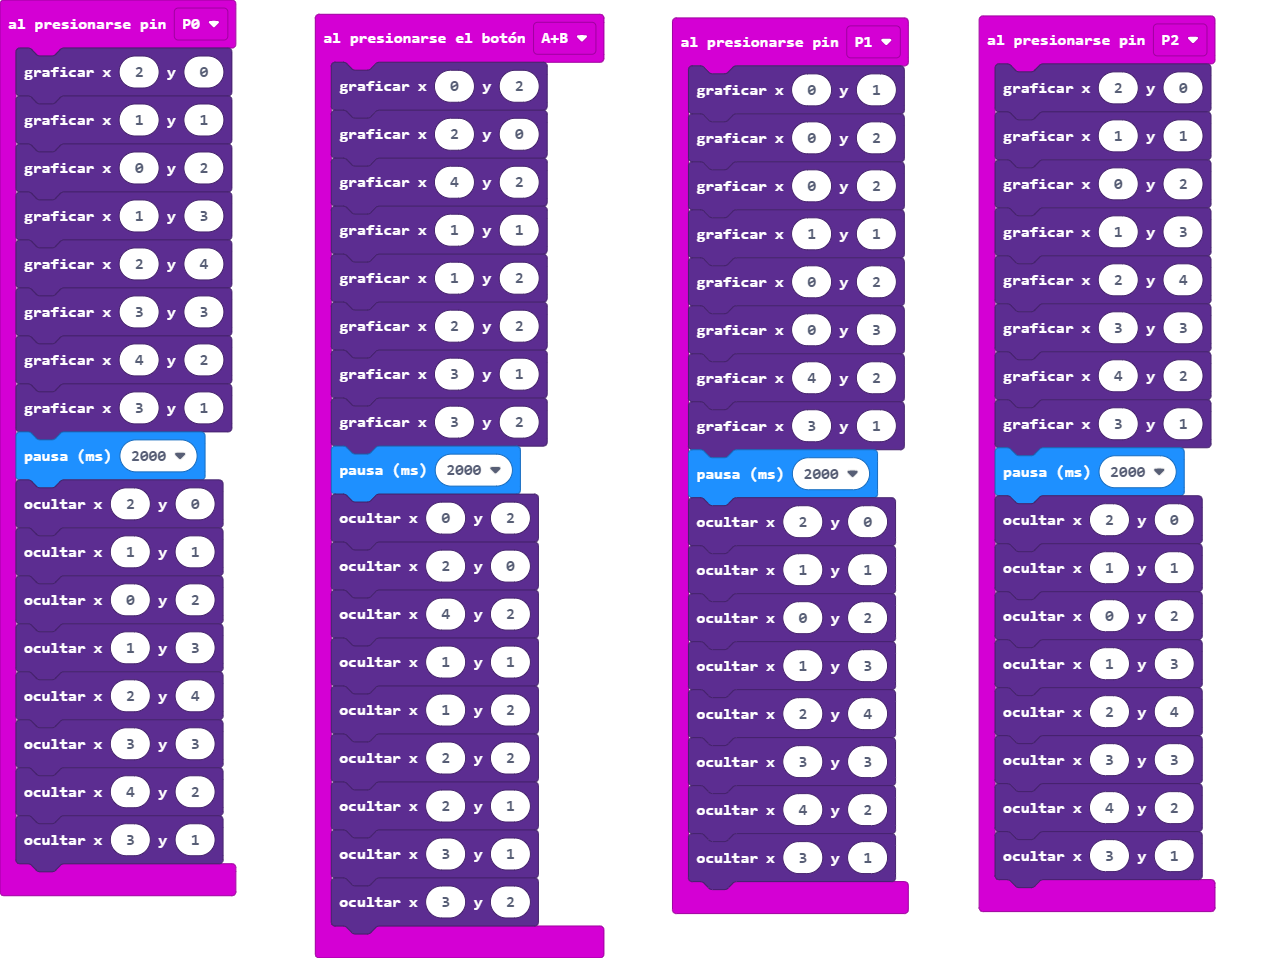 al presionarse pin P0
graficar x 2 y 0
graficar x 1 y 1
graficar x 0 y 2
graficar x 1 y 3
graficar x 2 y 4
graficar x 3 y 3
graficar x 4 y 2
graficar x 3 y 1
pausa (ms) 2000
ocultar x 2 y 0
ocultar x 1 y 1
ocultar x 0 y 2
ocultar x 1 y 3
ocultar x 2 y 4
ocultar x 3 y 3
ocultar x 4 y 2
ocultar x 3 y 1
al presionarse el botón A+B
graficar x 0 y 2
graficar x 2 y 0
graficar x 4 y 2
graficar x 1 y 1
graficar x 1 y 2
graficar x 2 y 2
graficar x 3 y 1
graficar x 3 y 2
pausa (ms) 2000
ocultar x 0 y 2
ocultar x 2 y 0
ocultar x 4 y 2
ocultar x 1 y 1
ocultar x 1 y 2
ocultar x 2 y 2
ocultar x 2 y 1
ocultar x 3 y 1
ocultar x 3 y 2
al presionarse pin P1
graficar x 0 y 1
graficar x 0 y 2
graficar x 0 y 2
graficar x 1 y 1
graficar x 0 y 2
graficar x 0 y 3
graficar x 4 y 2
graficar x 3 y 1
pausa (ms) 2000
ocultar x 2 y 0
ocultar x 1 y 1
ocultar x 0 y 2
ocultar x 1 y 3
ocultar x 2 y 4
ocultar x 3 y 3
ocultar x 4 y 2
ocultar x 3 y 1
al presionarse pin P2
graficar x 2 y 0
graficar x 1 y 1
graficar x 0 y 2
graficar x 1 y 3
graficar x 2 y 4
graficar x 3 y 3
graficar x 4 y 2
graficar x 3 y 1
pausa (ms) 2000
ocultar x 2 y 0
ocultar x 1 y 1
ocultar x 0 y 2
ocultar x 1 y 3
ocultar x 2 y 4
ocultar x 3 y 3
ocultar x 4 y 2
ocultar x 3 y 1